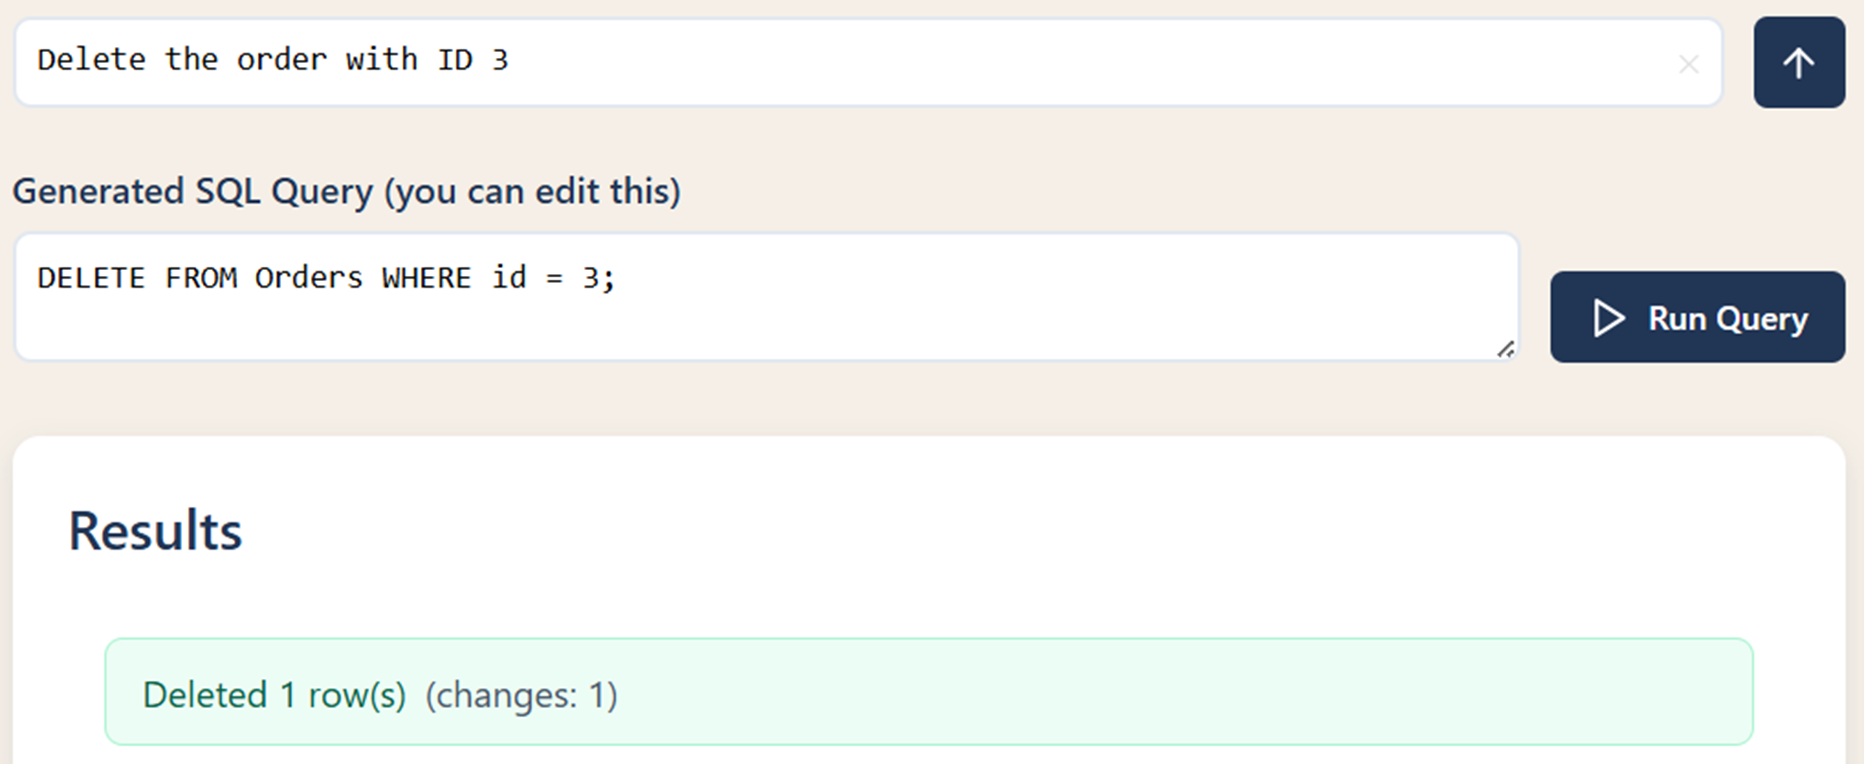 Delete the order with ID 3
Generated SQL Query (you can edit this)
DELETE FROM Orders WHERE id = 3;
Run Query
Results
Deleted 1 row(s) (changes: 1)